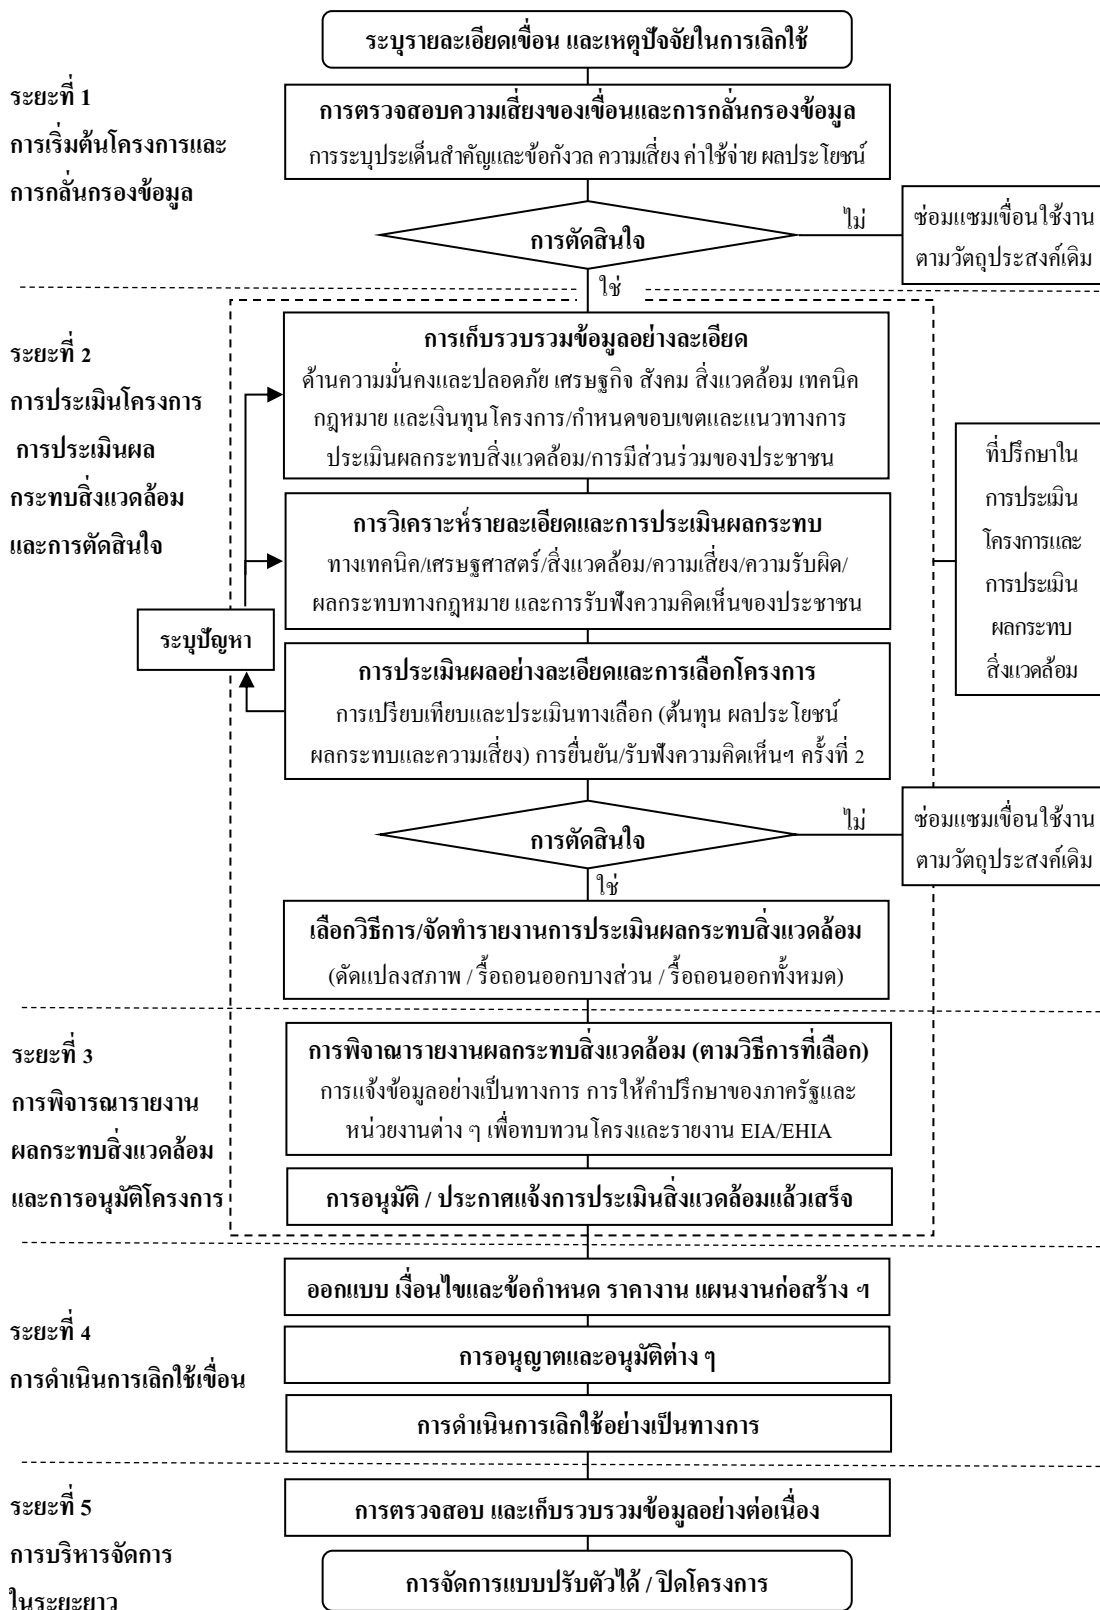 ระบุรายละเอียดเขื่อน และเหตุปัจจัยในการเลิกใช้
ระยะที่ 1
การเริ่มต้นโครงการและ
การกลั่นกรองข้อมูล
การตรวจสอบความเสี่ยงของเขื่อนและการกลั่นกรองข้อมูล
การระบุประเด็นสำคัญและข้อกังวล ความเสี่ยง ค่าใช้จ่าย ผลประโยชน์
การตัดสินใจ
ไม่
ซ่อมแซมเขื่อนใช้งาน
ตามวัตถุประสงค์เดิม
ใช่
ระยะที่ 2
การประเมินโครงการ
การประเมินผล
กระทบสิ่งแวดล้อม
และการตัดสินใจ
การเก็บรวบรวมข้อมูลอย่างละเอียด
ด้านความมั่นคงและปลอดภัย เศรษฐกิจ สังคม สิ่งแวดล้อม เทคนิค
กฎหมาย และเงินทุนโครงการ/กำหนดขอบเขตและแนวทางการ
ประเมินผลกระทบสิ่งแวดล้อม/การมีส่วนร่วมของประชาชน
การวิเคราะห์รายละเอียดและการประเมินผลกระทบ
ทางเทคนิค/เศรษฐศาสตร์/สิ่งแวดล้อม/ความเสี่ยง/ความรับผิด/
ผลกระทบทางกฎหมาย และการรับฟังความคิดเห็นของประชาชน
ระบุปัญหา
การประเมินผลอย่างละเอียดและการเลือกโครงการ
การเปรียบเทียบและประเมินทางเลือก (ต้นทุน ผลประโยชน์
ผลกระทบและความเสี่ยง) การยืนยัน/รับฟังความคิดเห็นฯ ครั้งที่ 2
ที่ปรึกษาใน
การประเมิน
โครงการและ
การประเมิน
ผลกระทบ
สิ่งแวดล้อม
การตัดสินใจ
ไม่
ซ่อมแซมเขื่อนใช้งาน
ตามวัตถุประสงค์เดิม
ใช่
เลือกวิธีการ/จัดทำรายงานการประเมินผลกระทบสิ่งแวดล้อม
(ดัดแปลงสภาพ / รื้อถอนออกบางส่วน / รื้อถอนออกทั้งหมด)
ระยะที่ 3
การพิจารณารายงาน
ผลกระทบสิ่งแวดล้อม
และการอนุมัติโครงการ
การพิจาณารายงานผลกระทบสิ่งแวดล้อม (ตามวิธีการที่เลือก)
การแจ้งข้อมูลอย่างเป็นทางการ การให้คำปรึกษาของภาครัฐและ
หน่วยงานต่าง ๆ เพื่อทบทวนโครงและรายงาน EIA/EHIA
การอนุมัติ / ประกาศแจ้งการประเมินสิ่งแวดล้อมแล้วเสร็จ
ระยะที่ 4
การดำเนินการเลิกใช้เขื่อน
ออกแบบ เงื่อนไขและข้อกำหนด ราคางาน แผนงานก่อสร้าง ฯ
การอนุญาตและอนุมัติต่าง ๆ
การดำเนินการเลิกใช้อย่างเป็นทางการ
ระยะที่ 5
การบริหารจัดการ
ในระยะยาว
การตรวจสอบ และเก็บรวบรวมข้อมูลอย่างต่อเนื่อง
การจัดการแบบปรับตัวได้ / ปิดโครงการ